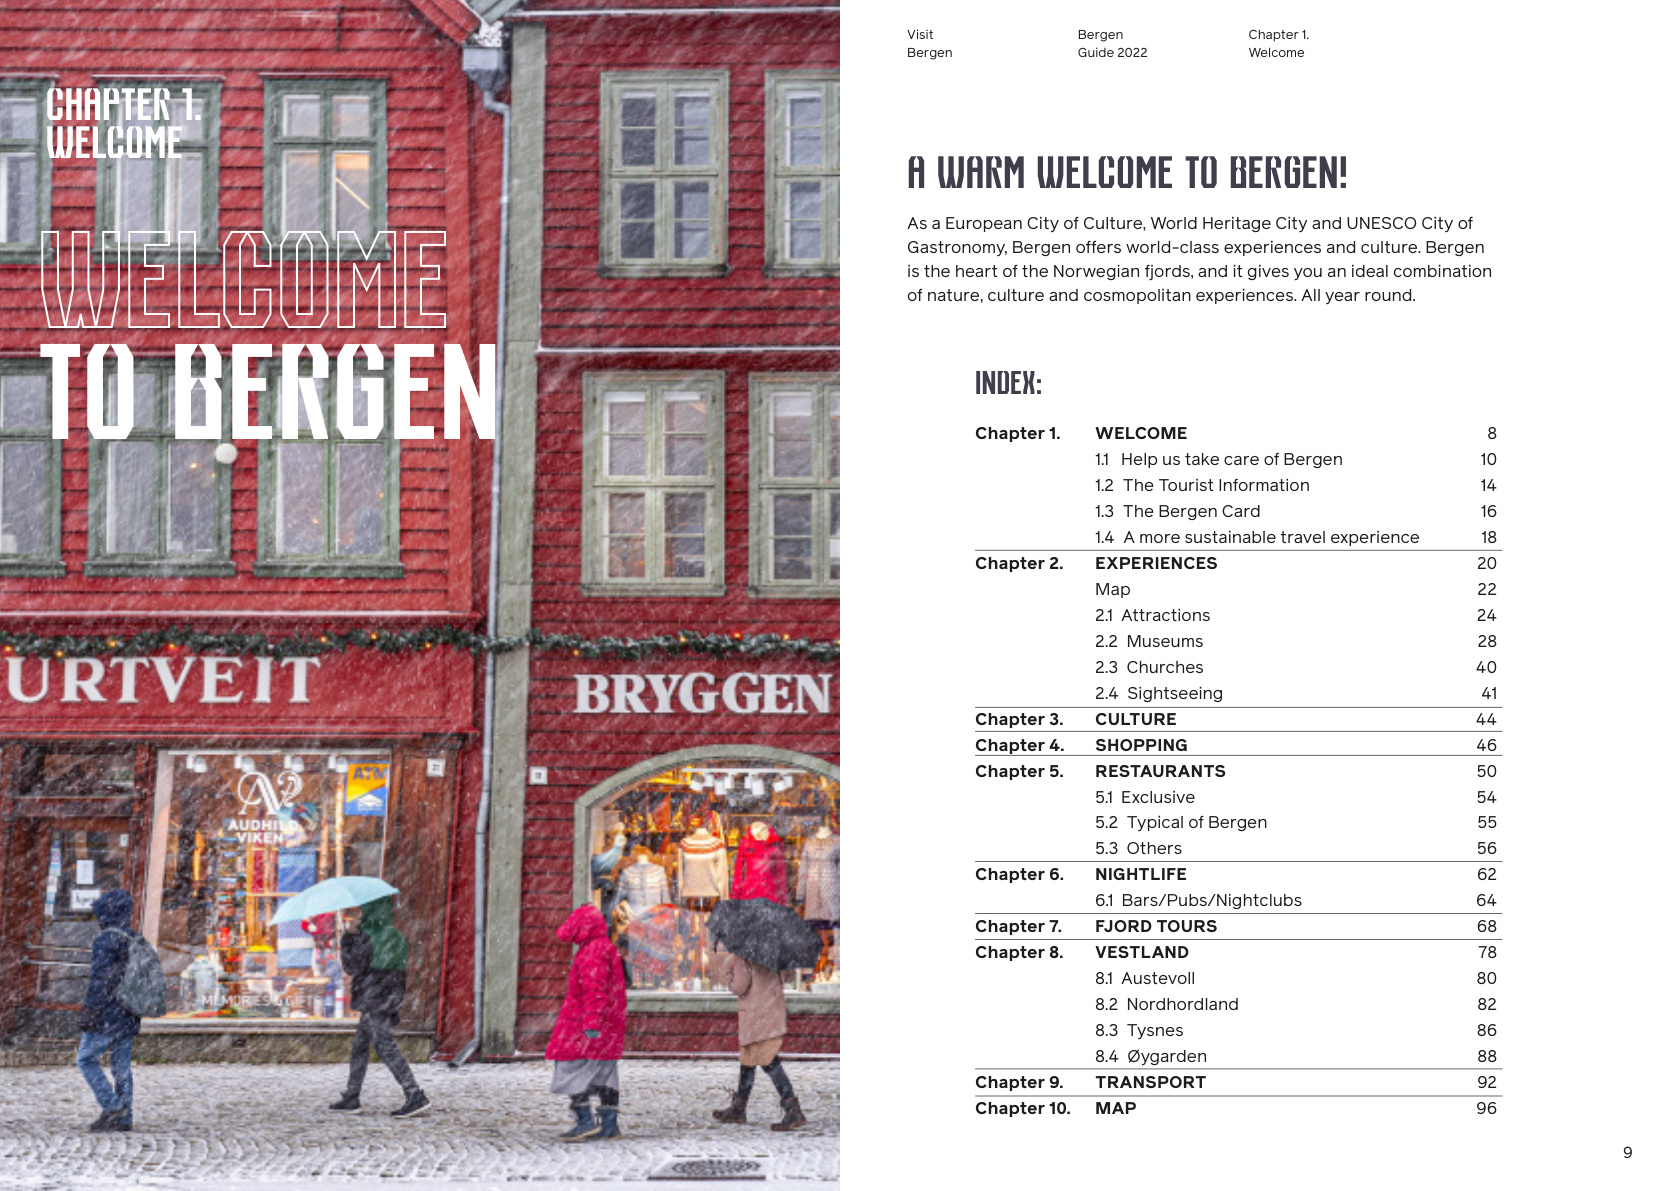 CHAPTER 1.
WELCOME
WELCOME
TO BERGEN
URTVEIT
BRYGGEN
ATM
AUDHILD
VIKEN
MEMORIES & GIFTS
Visit
Bergen
Bergen
Guide 2022
Chapter 1.
Welcome
A WARM WELCOME TO BERGEN!
As a European City of Culture, World Heritage City and UNESCO City of
Gastronomy, Bergen offers world-class experiences and culture. Bergen
is the heart of the Norwegian fjords, and it gives you an ideal combination
of nature, culture and cosmopolitan experiences. All year round.
INDEX:
Chapter 1. WELCOME 8
1.1 Help us take care of Bergen 10
1.2 The Tourist Information 14
1.3 The Bergen Card 16
1.4 A more sustainable travel experience 18
Chapter 2. EXPERIENCES 20
Map 22
2.1 Attractions 24
2.2 Museums 28
2.3 Churches 40
2.4 Sightseeing 41
Chapter 3. CULTURE 44
Chapter 4. SHOPPING 46
Chapter 5. RESTAURANTS 50
5.1 Exclusive 54
5.2 Typical of Bergen 55
5.3 Others 56
Chapter 6. NIGHTLIFE 62
6.1 Bars/Pubs/Nightclubs 64
Chapter 7. FJORD TOURS 68
Chapter 8. VESTLAND 78
8.1 Austevoll 80
8.2 Nordhordland 82
8.3 Tysnes 86
8.4 Øygarden 88
Chapter 9. TRANSPORT 92
Chapter 10. MAP 96
9